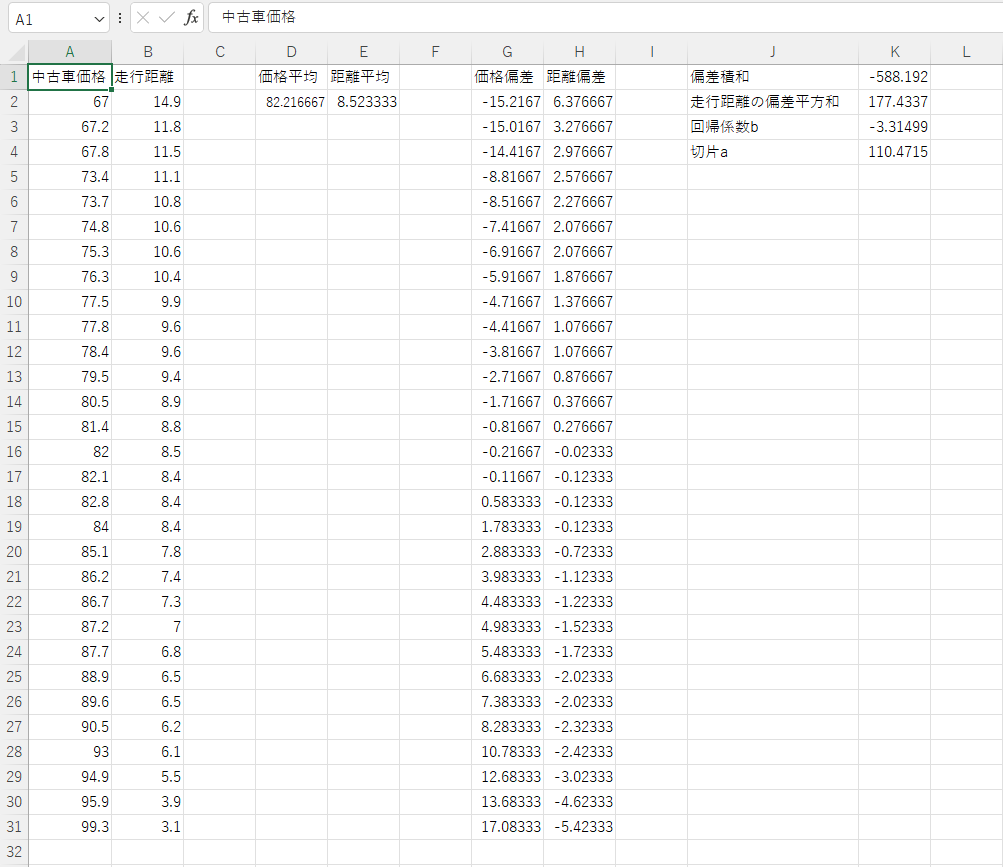 A1 fx 中古車価格
A B C D E F G H I J K L
1 中古車価格 走行距離 価格平均 距離平均 価格偏差 距離偏差 偏差積和 -588.192
2 67 14.9 82.216667 8.523333 -15.2167 6.376667 走行距離の偏差平方和 177.4337
3 67.2 11.8 -15.0167 3.276667 回帰係数b -3.31499
4 67.8 11.5 -14.4167 2.976667 切片a 110.4715
5 73.4 11.1 -8.81667 2.576667
6 73.7 10.8 -8.51667 2.276667
7 74.8 10.6 -7.41667 2.076667
8 75.3 10.6 -6.91667 2.076667
9 76.3 10.4 -5.91667 1.876667
10 77.5 9.9 -4.71667 1.376667
11 77.8 9.6 -4.41667 1.076667
12 78.4 9.6 -3.81667 1.076667
13 79.5 9.4 -2.71667 0.876667
14 80.5 8.9 -1.71667 0.376667
15 81.4 8.8 -0.81667 0.276667
16 82 8.5 -0.21667 -0.02333
17 82.1 8.4 -0.11667 -0.12333
18 82.8 8.4 0.583333 -0.12333
19 84 8.4 1.783333 -0.12333
20 85.1 7.8 2.883333 -0.72333
21 86.2 7.4 3.983333 -1.12333
22 86.7 7.3 4.483333 -1.22333
23 87.2 7 4.983333 -1.52333
24 87.7 6.8 5.483333 -1.72333
25 88.9 6.5 6.683333 -2.02333
26 89.6 6.5 7.383333 -2.02333
27 90.5 6.2 8.283333 -2.32333
28 93 6.1 10.78333 -2.42333
29 94.9 5.5 12.68333 -3.02333
30 95.9 3.9 13.68333 -4.62333
31 99.3 3.1 17.08333 -5.42333
32